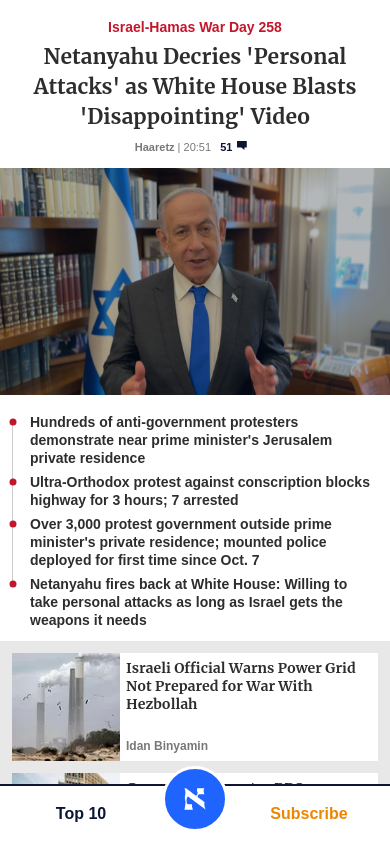 Israel-Hamas War Day 258
Netanyahu Decries 'Personal
Attacks' as White House Blasts
'Disappointing' Video
Haaretz | 20:51 51
Hundreds of anti-government protesters
demonstrate near prime minister's Jerusalem
private residence
Ultra-Orthodox protest against conscription blocks
highway for 3 hours; 7 arrested
Over 3,000 protest government outside prime
minister's private residence; mounted police
deployed for first time since Oct. 7
Netanyahu fires back at White House: Willing to
take personal attacks as long as Israel gets the
weapons it needs
Israeli Official Warns Power Grid
Not Prepared for War With
Hezbollah
Idan Binyamin
Top 10
Subscribe